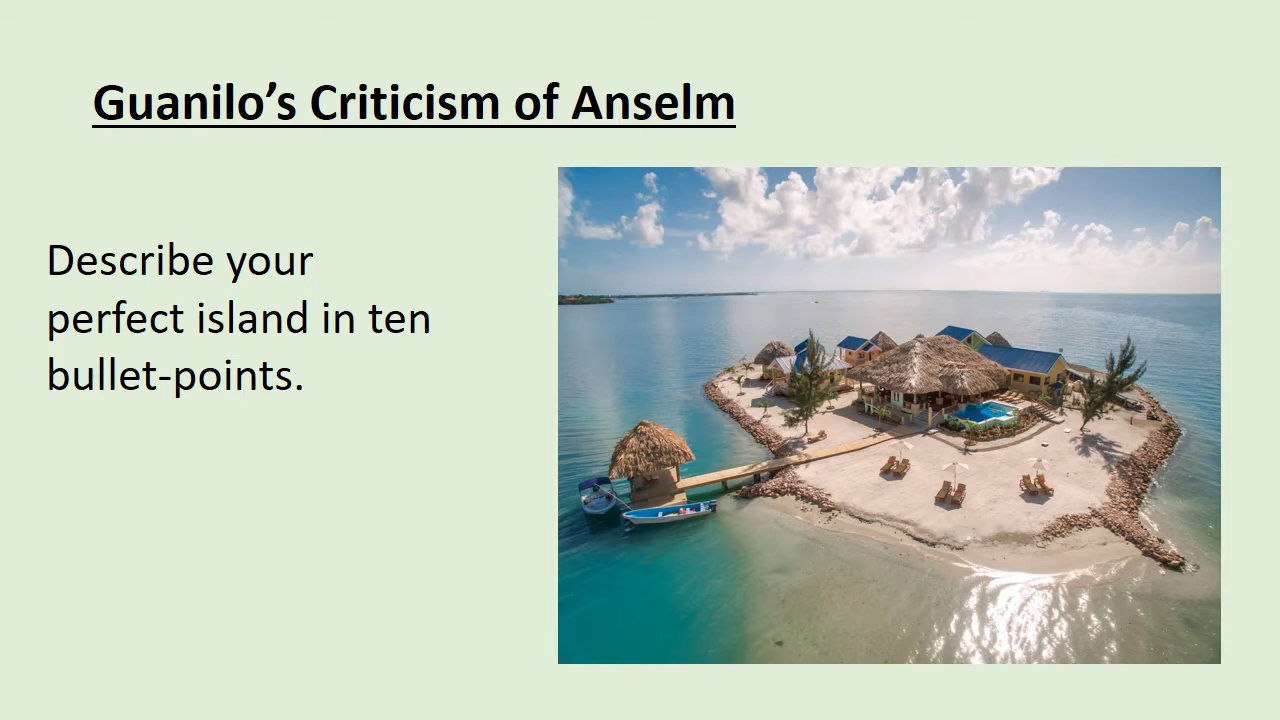 Guanilo’s Criticism of Anselm
Describe your
perfect island in ten
bullet-points.